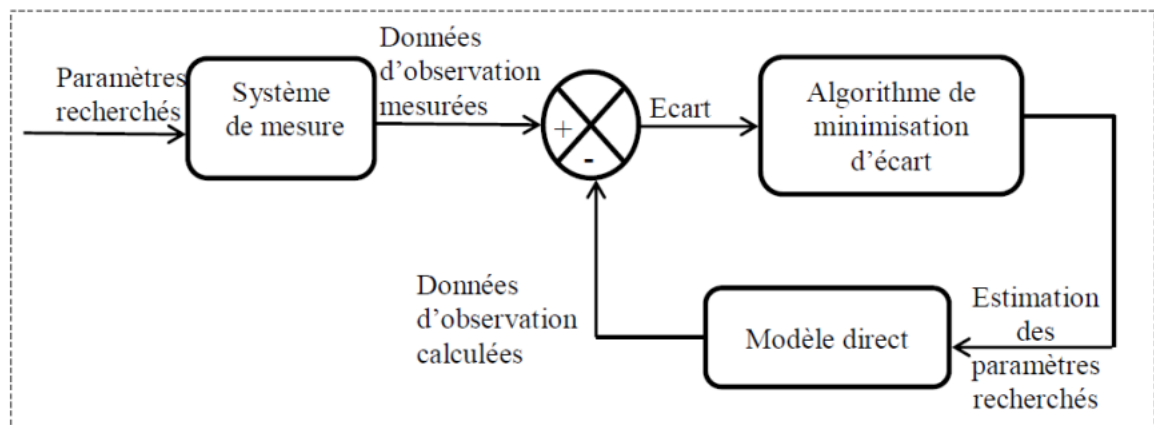 Paramètres
recherchés
Système
de mesure
Données
d'observation
mesurées
+
-
Ecart
Algorithme de
minimisation
d'écart
Données
d'observation
calculées
Modèle direct
Estimation
des
paramètres
recherchés